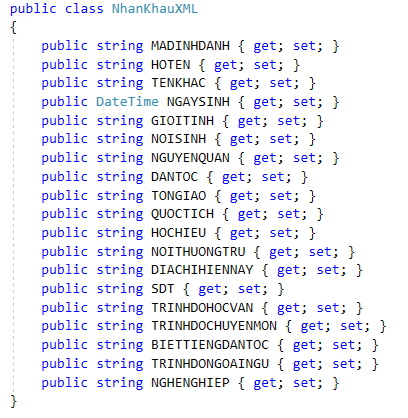 public class NhanKhauXML
{
public string MADINHDANH { get; set; }
public string HOTEN { get; set; }
public string TENKHAC { get; set; }
public DateTime NGAYSINH { get; set; }
public string GIOITINH { get; set; }
public string NOISINH { get; set; }
public string NGUYENQUAN { get; set; }
public string DANTOC { get; set; }
public string TONGIAO { get; set; }
public string QUOCTICH { get; set; }
public string HOCHIEU { get; set; }
public string NOITHUONGTRU { get; set; }
public string DIACHIHIENNAY { get; set; }
public string SDT { get; set; }
public string TRINHDOHOCVAN { get; set; }
public string TRINHDOCHUYENMON { get; set; }
public string BIETTIENGDANTOC { get; set; }
public string TRINHDONGOAINGU { get; set; }
public string NGHENGHIEP { get; set; }
}